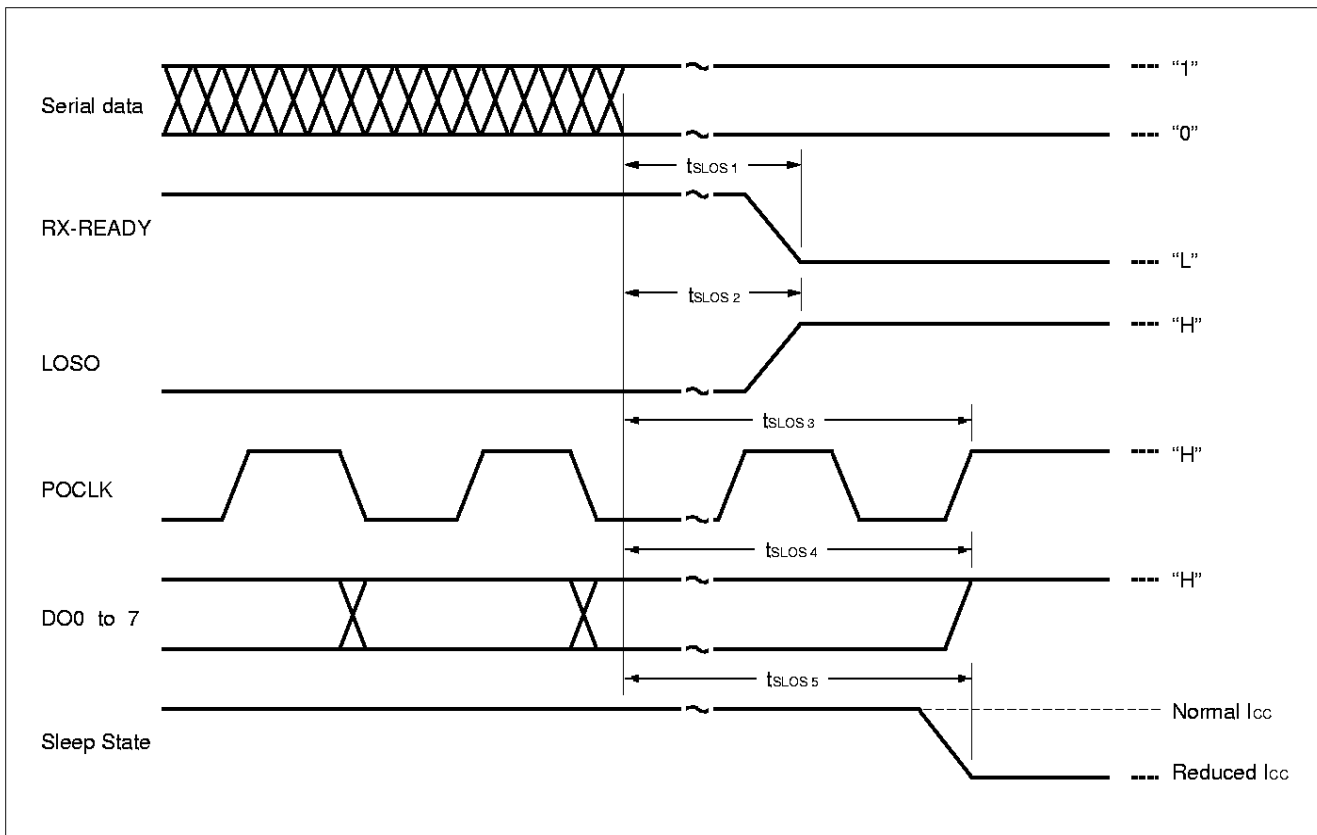 Serial data
"1"
"0"
tSLOS 1
RX-READY
"L"
tSLOS 2
"H"
LOSO
tSLOS 3
"H"
POCLK
tSLOS 4
"H"
DO0 to 7
tSLOS 5
Normal ICC
Sleep State
Reduced ICC